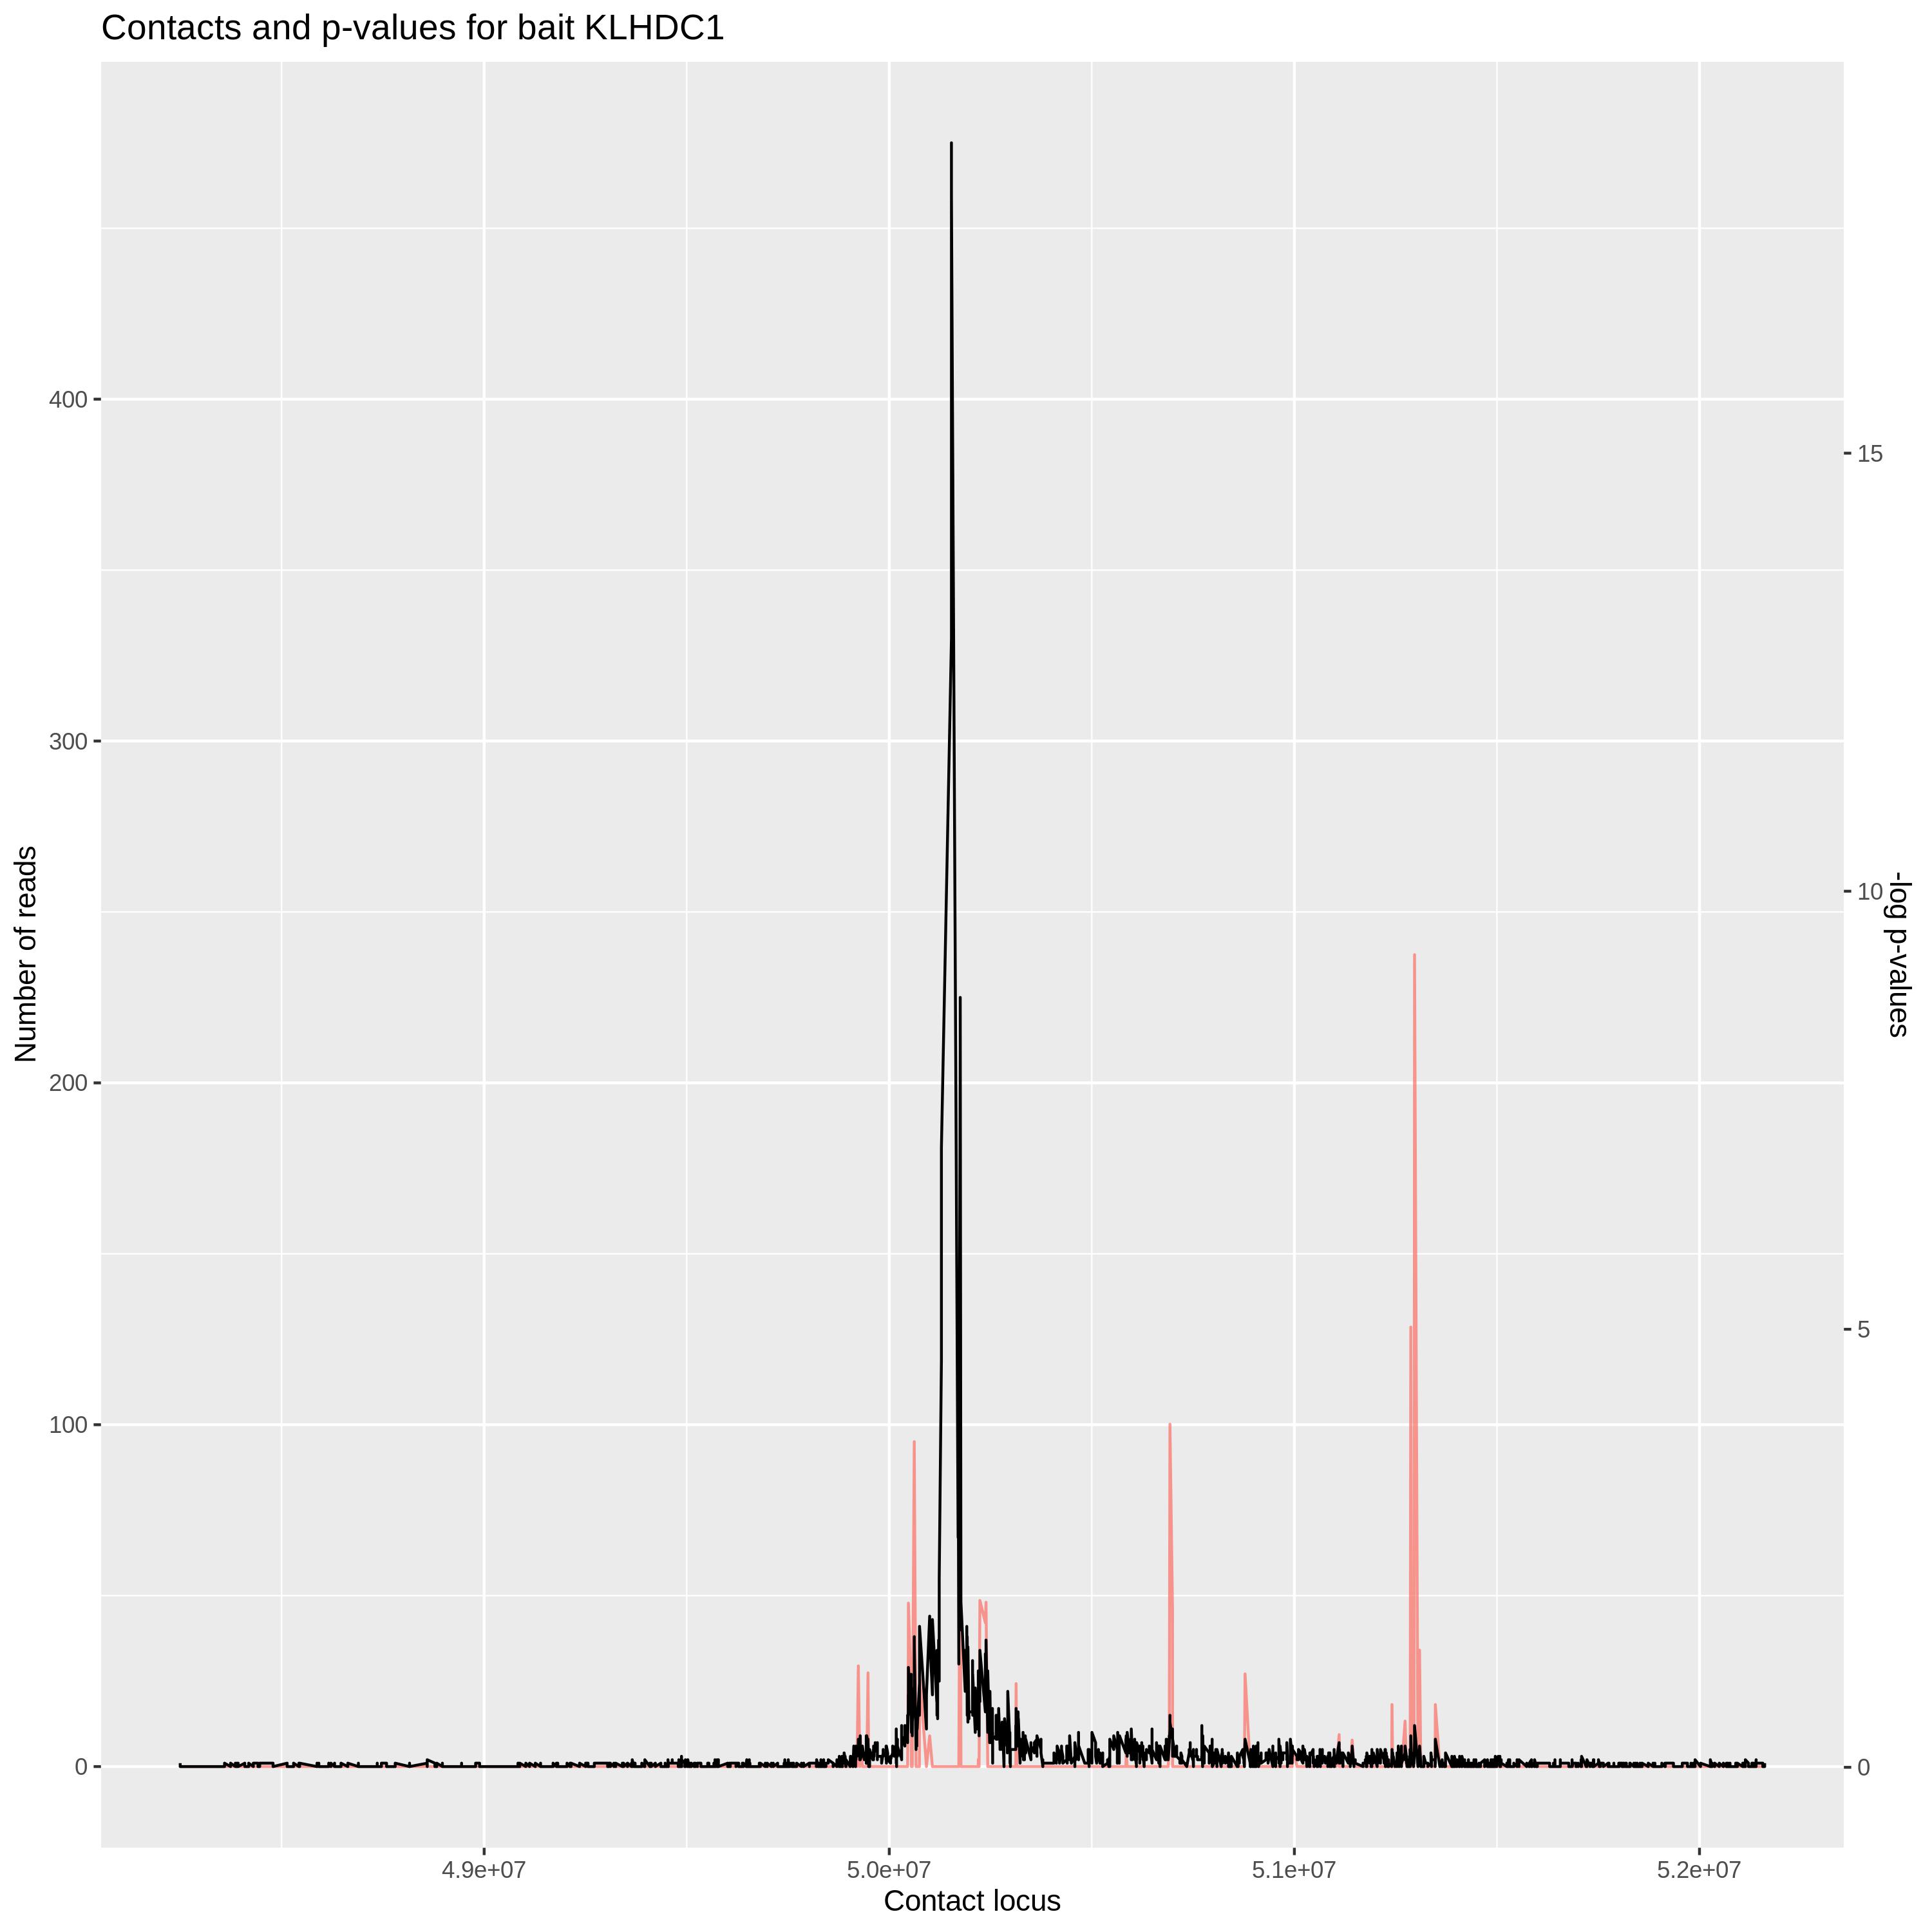 Contacts and p-values for bait KLHDC1
400
300
200
100
0
Number of reads
15
10
5
0
-log p-values
4.9e+07
5.0e+07
5.1e+07
5.2e+07
Contact locus